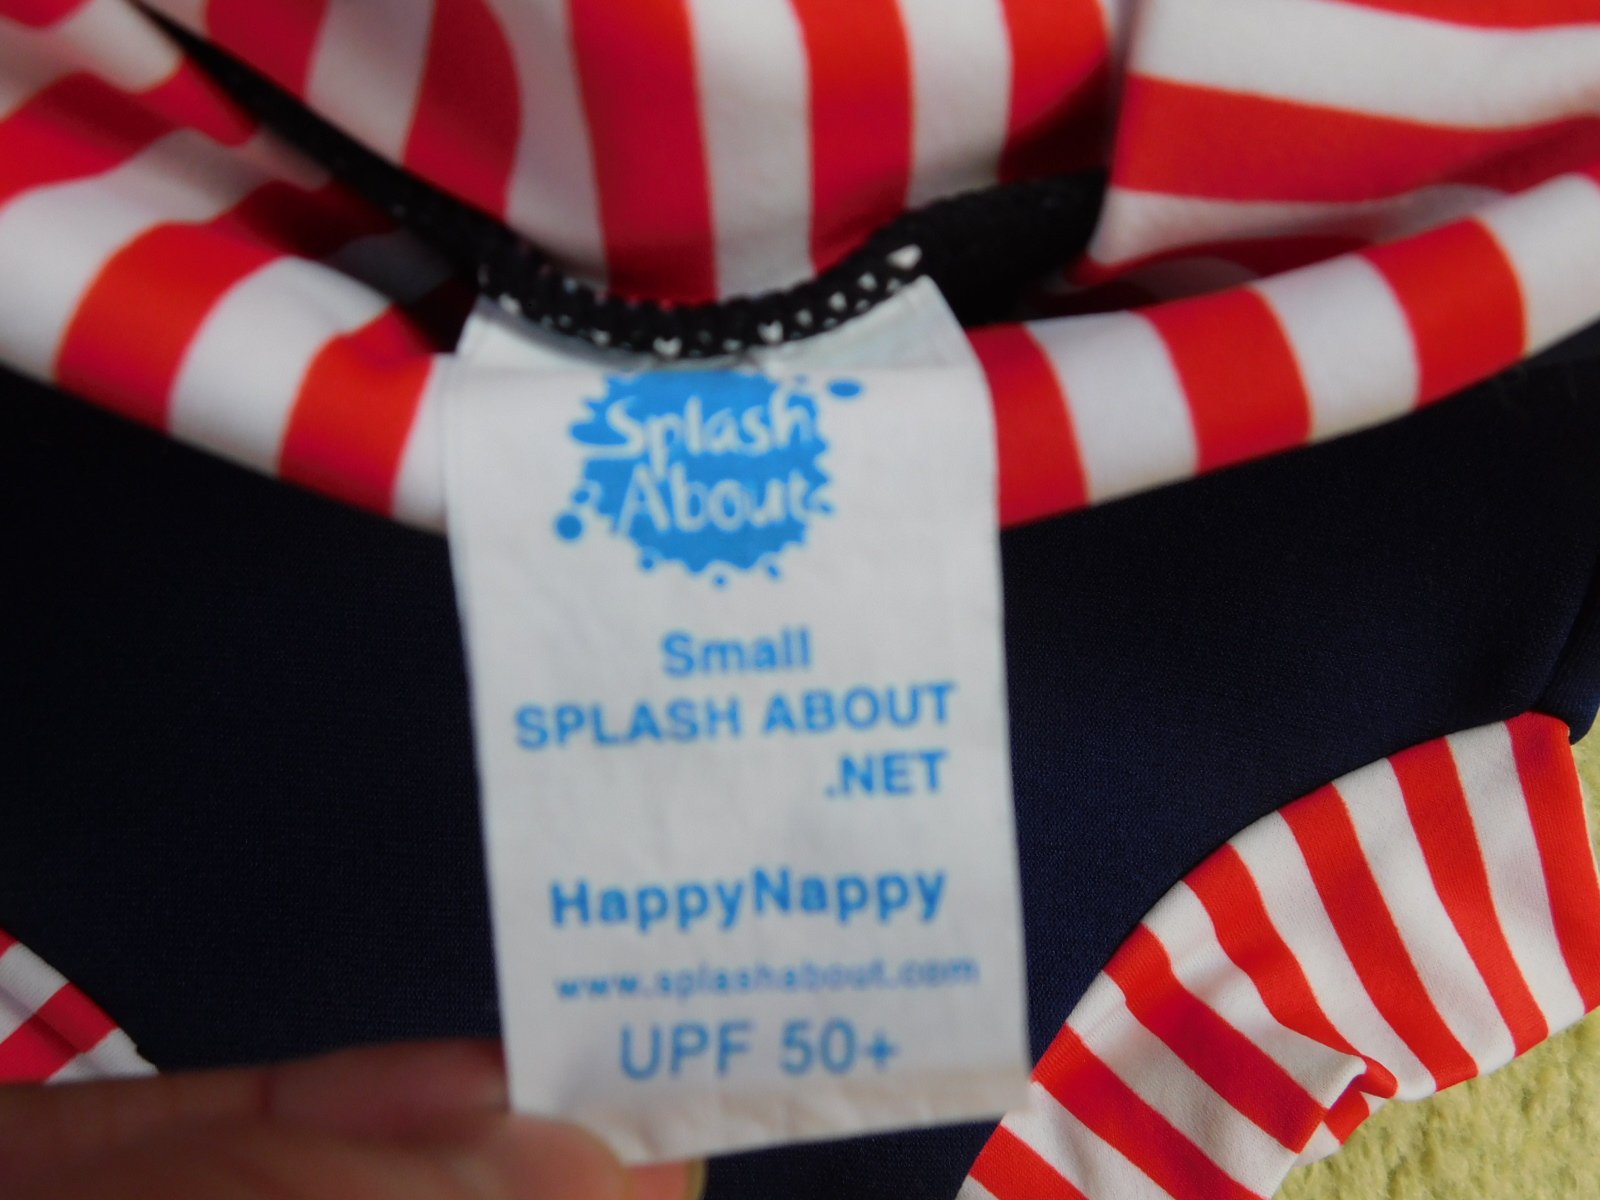 Splash
About
Small
SPLASH ABOUT
.NET
HappyNappy
www.splashabout.com
UPF 50+